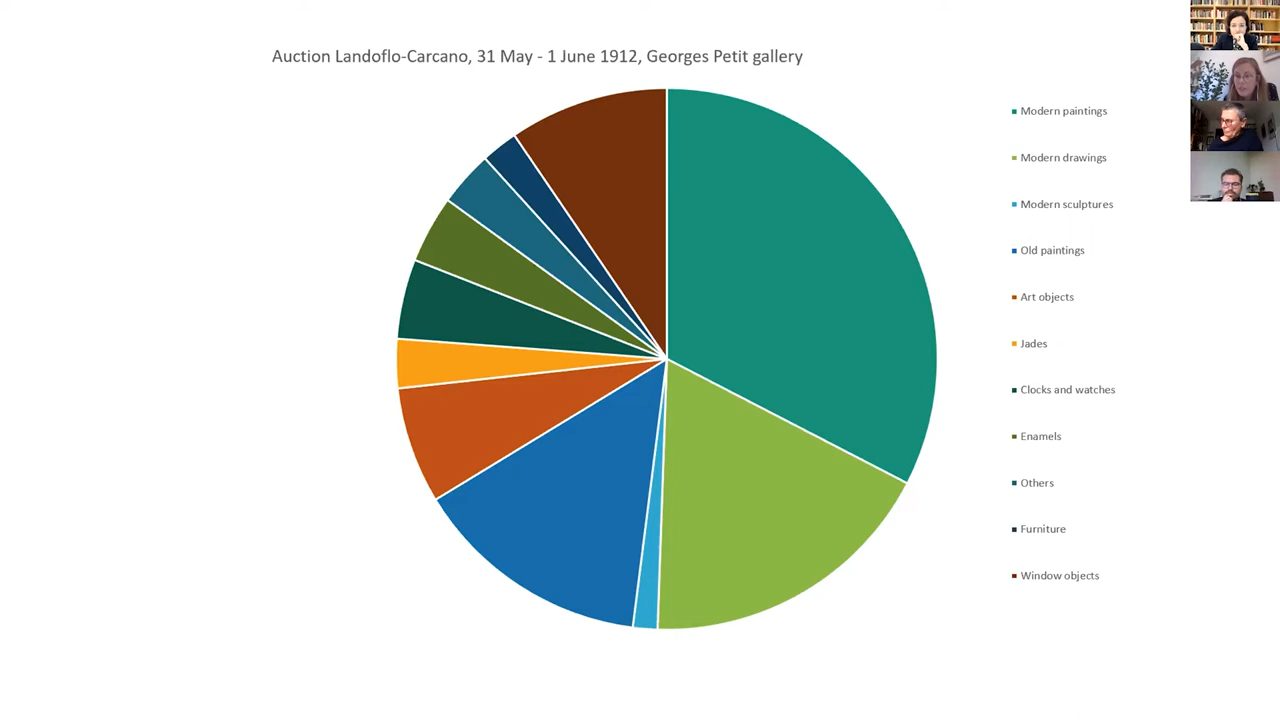 Auction Landoflo-Carcano, 31 May - 1 June 1912, Georges Petit gallery
Modern paintings
Modern drawings
Modern sculptures
Old paintings
Art objects
Jades
Clocks and watches
Enamels
Others
Furniture
Window objects